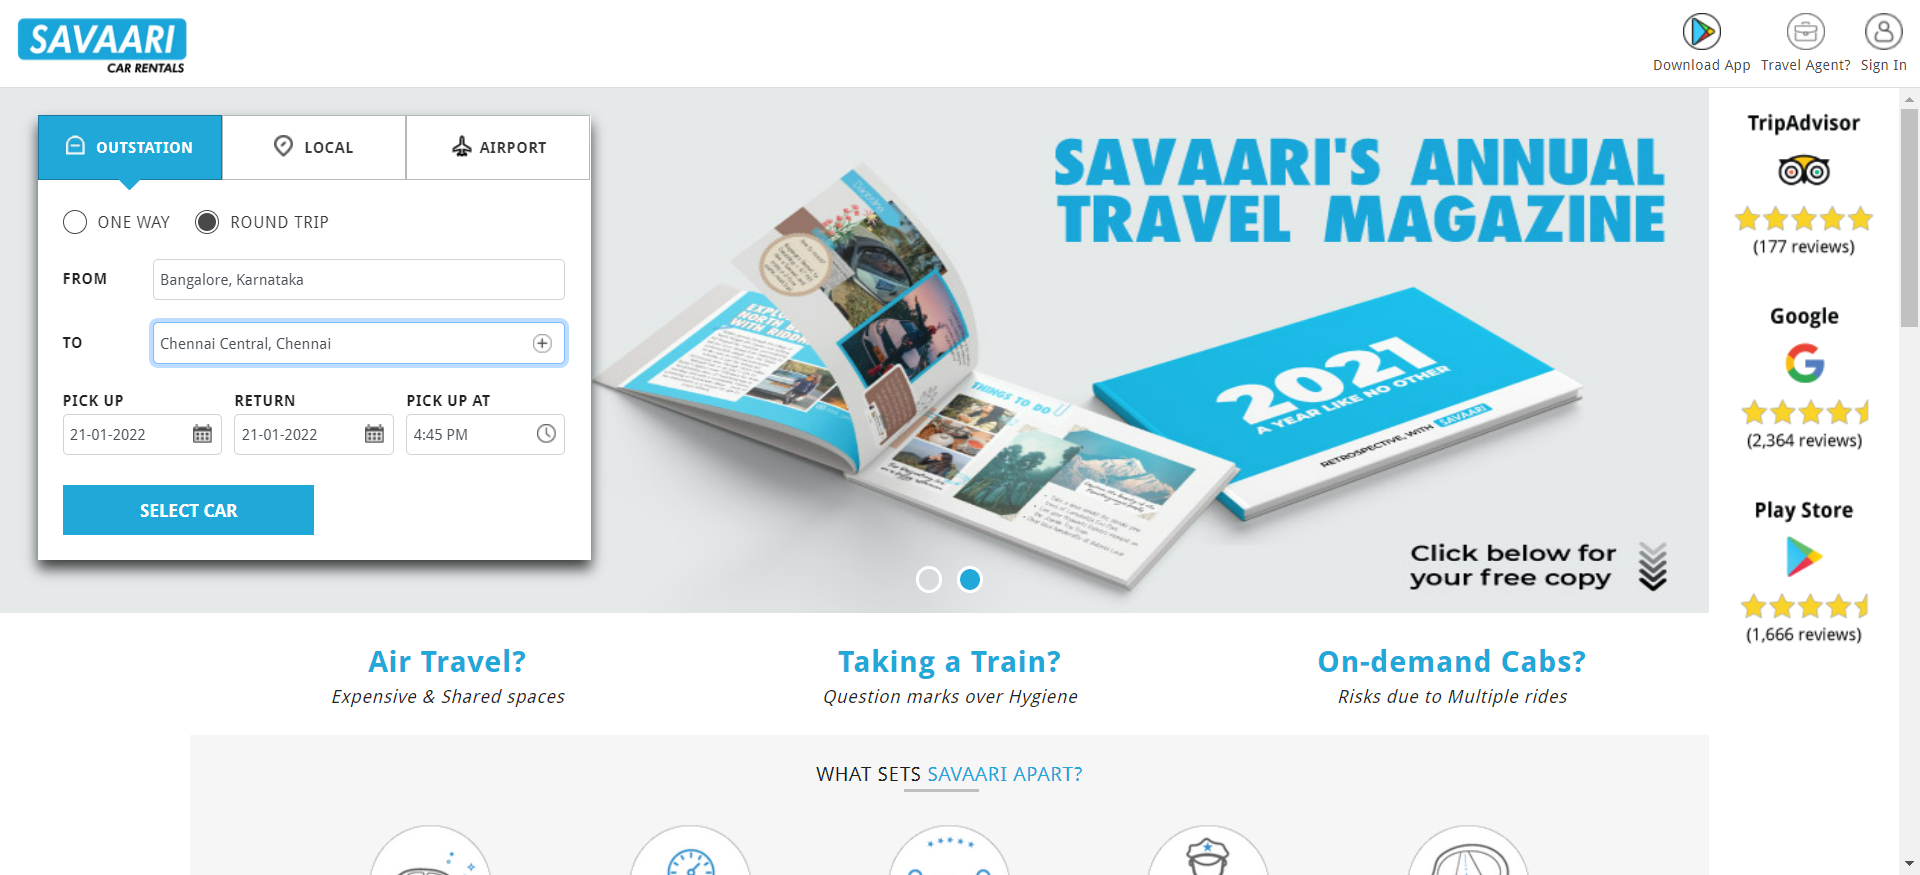 SAVAARI
CAR RENTALS
Download App
Travel Agent?
Sign In
OUTSTATION
LOCAL
AIRPORT
ONE WAY
ROUND TRIP
FROM
Bangalore, Karnataka
TO
Chennai Central, Chennai
PICK UP
RETURN
PICK UP AT
21-01-2022
21-01-2022
4:45 PM
SELECT CAR
SAVAARI'S ANNUAL
TRAVEL MAGAZINE
THINGS TO DO
2021
A YEAR LIKE NO OTHER
RETROSPECTIVE, WITH SAVAARI
Click below for
your free copy
TripAdvisor
(177 reviews)
Google
(2,364 reviews)
Play Store
(1,666 reviews)
Air Travel?
Expensive & Shared spaces
Taking a Train?
Question marks over Hygiene
On-demand Cabs?
Risks due to Multiple rides
WHAT SETS SAVAARI APART?